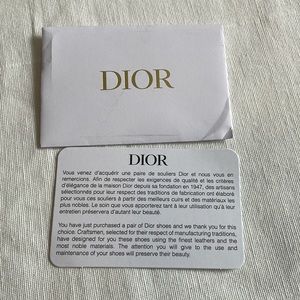 DIOR
DIOR
Vous venez d'acquérir une paire de souliers Dior et nous vous en
remercions. Afin de respecter les exigences de qualité et les critères
d'élégance de la maison Dior depuis sa fondation en 1947, des artisans
sélectionnés pour leur respect des traditions de fabrication ont élaboré
pour vous ces souliers à partir des meilleurs cuirs et des matériaux les
plus nobles. Le soin que vous apporterez tant à leur utilisation qu'à leur
entretien préservera d'autant leur beauté.
You have just purchased a pair of Dior shoes and we thank you for this
choice. Craftsmen, selected for their respect of manufacturing traditions,
have designed for you these shoes using the finest leathers and the
most noble materials. The attention you will give to the use and
maintenance of your shoes will preserve their beauty.